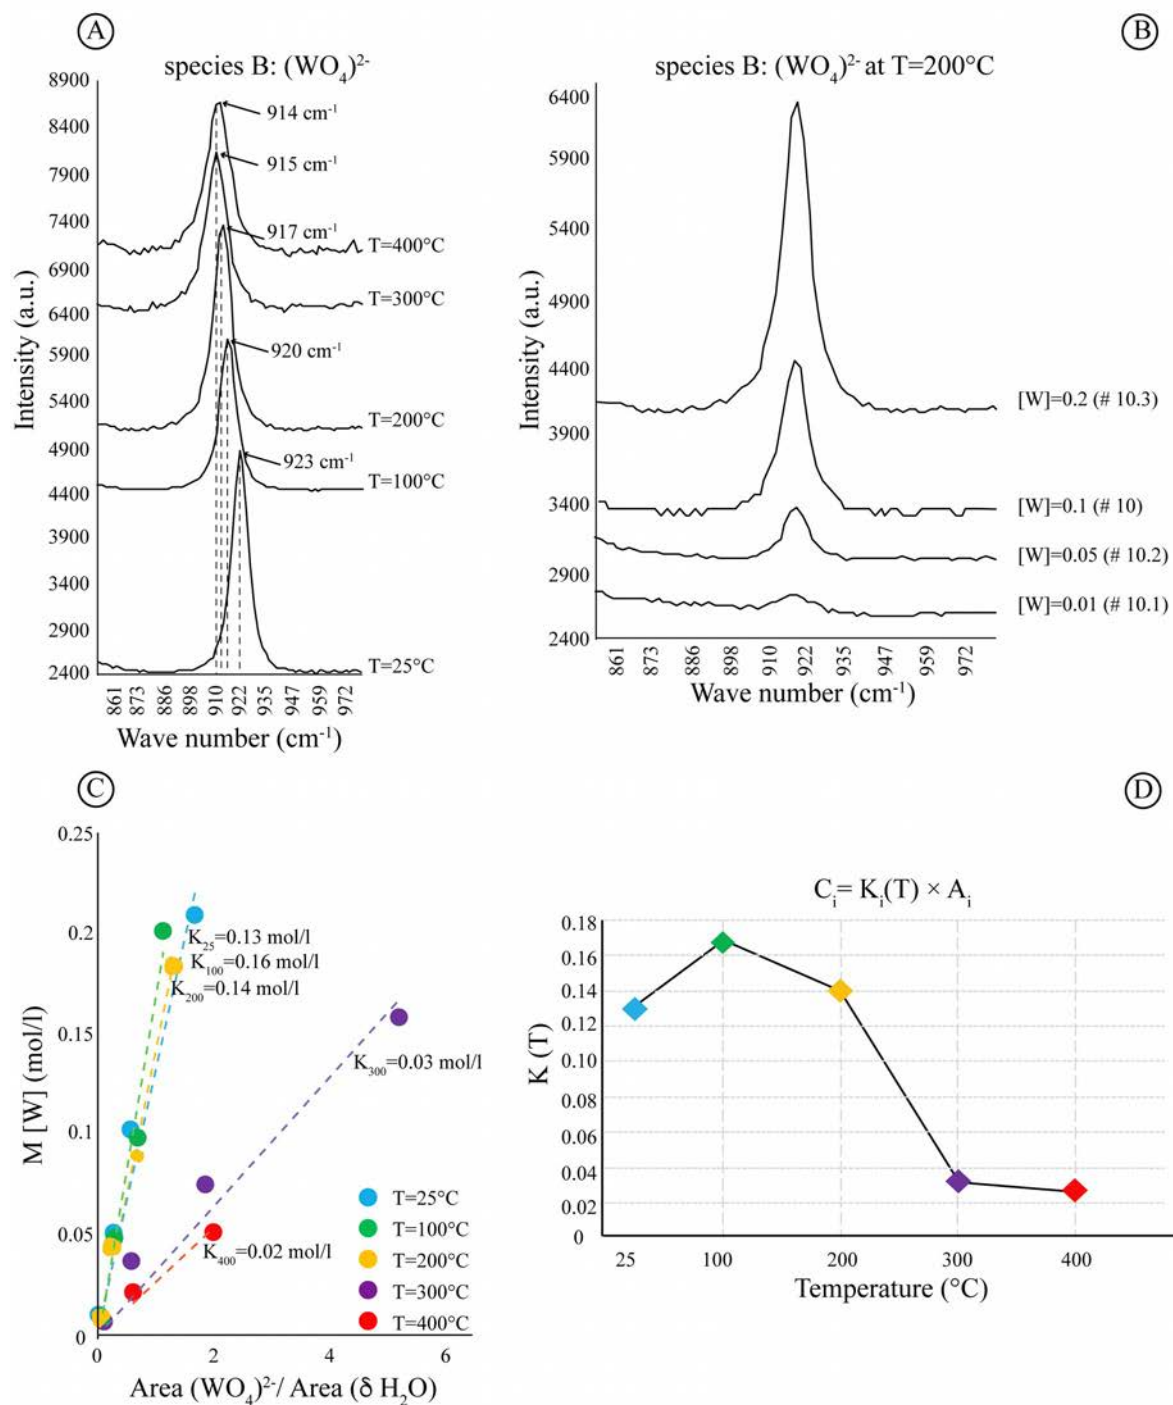 A
species B: (WO4)2-
8900
8400
7900
7400
6900
6400
5900
5400
4900
4400
3900
3400
2900
2400
Intensity (a.u.)
914 cm-1
915 cm-1
917 cm-1
920 cm-1
923 cm-1
T=400°C
T=300°C
T=200°C
T=100°C
T=25°C
861 873 886 898 910 922 935 947 959 972
Wave number (cm-1)
B
species B: (WO4)2- at T=200°C
6400
5900
5400
4900
4400
3900
3400
2900
2400
Intensity (a.u.)
[W]=0.2 (# 10.3)
[W]=0.1 (# 10)
[W]=0.05 (# 10.2)
[W]=0.01 (# 10.1)
861 873 886 898 910 922 935 947 959 972
Wave number (cm-1)
C
0.25
0.2
0.15
0.1
0.05
0
M [W] (mol/l)
K25=0.13 mol/l
K100=0.16 mol/l
K200=0.14 mol/l
K300=0.03 mol/l
K400=0.02 mol/l
T=25°C
T=100°C
T=200°C
T=300°C
T=400°C
0 2 4 6
Area (WO4)2-/ Area (δ H2O)
D
Ci= Ki(T) × Ai
0.18
0.16
0.14
0.12
0.10
0.08
0.06
0.04
0.02
0
K (T)
25 100 200 300 400
Temperature (°C)